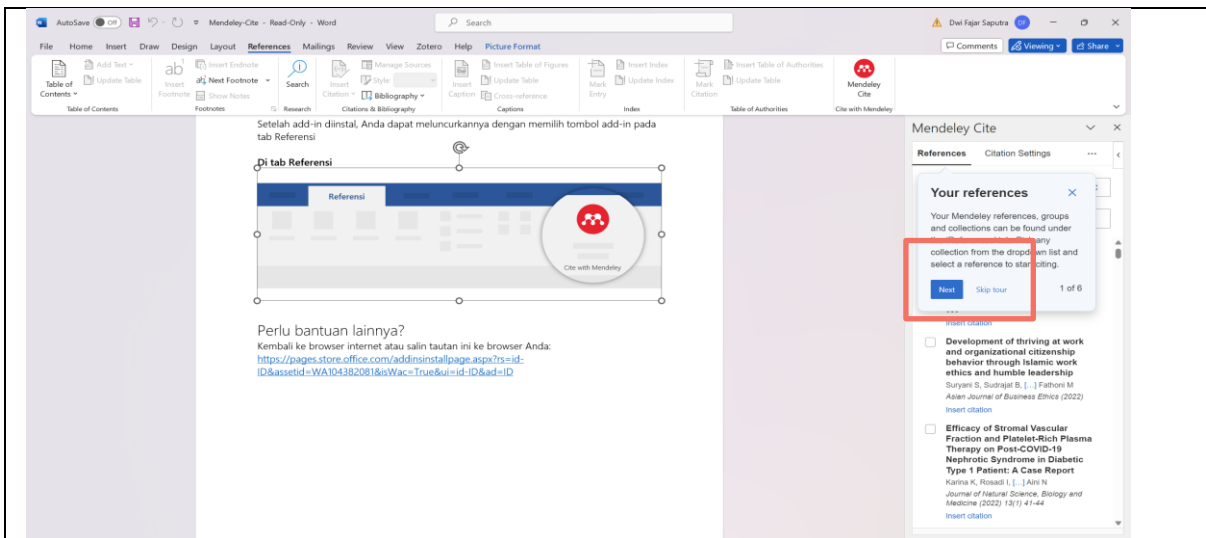 AutoSave Off Mendeley-Cite - Read-Only - Word Search Dwi Fajar Saputra DF
File Home Insert Draw Design Layout References Mailings Review View Zotero Help Picture Format Comments Viewing Share
Table of Contents
Add Text
Update Table
Table of Contents
ab
Insert Footnote
Insert Endnote
Next Footnote
Show Notes
Footnotes
Search
Research
Insert Citation
Manage Sources
Style:
Bibliography
Citations & Bibliography
Insert Caption
Insert Table of Figures
Update Table
Cross-reference
Captions
Mark Entry
Insert Index
Update Index
Index
Mark Citation
Insert Table of Authorities
Update Table
Table of Authorities
Mendeley Cite
Cite with Mendeley
Setelah add-in diinstal, Anda dapat meluncurkannya dengan memilih tombol add-in pada
tab Referensi
Di tab Referensi
Referensi
Cite with Mendeley
Perlu bantuan lainnya?
Kembali ke browser internet atau salin tautan ini ke browser Anda:
https://pages.store.office.com/addinsinstallpage.aspx?rs=id-
ID&assetid=WA104382081&isWac=True&ui=id-ID&ad=ID
Mendeley Cite
References Citation Settings
Your references
Your Mendeley references, groups
and collections can be found under
any
collection from the dropdown list and
select a reference to start citing.
Next Skip tour 1 of 6
Insert citation
Development of thriving at work
and organizational citizenship
behavior through Islamic work
ethics and humble leadership
Suryani S, Sudrajat B, [...] Fathoni M
Asian Journal of Business Ethics (2022)
Insert citation
Efficacy of Stromal Vascular
Fraction and Platelet-Rich Plasma
Therapy on Post-COVID-19
Nephrotic Syndrome in Diabetic
Type 1 Patient: A Case Report
Karina K, Rosadi I, [...] Aini N
Journal of Natural Science, Biology and
Medicine (2022) 13(1) 41-44
Insert citation